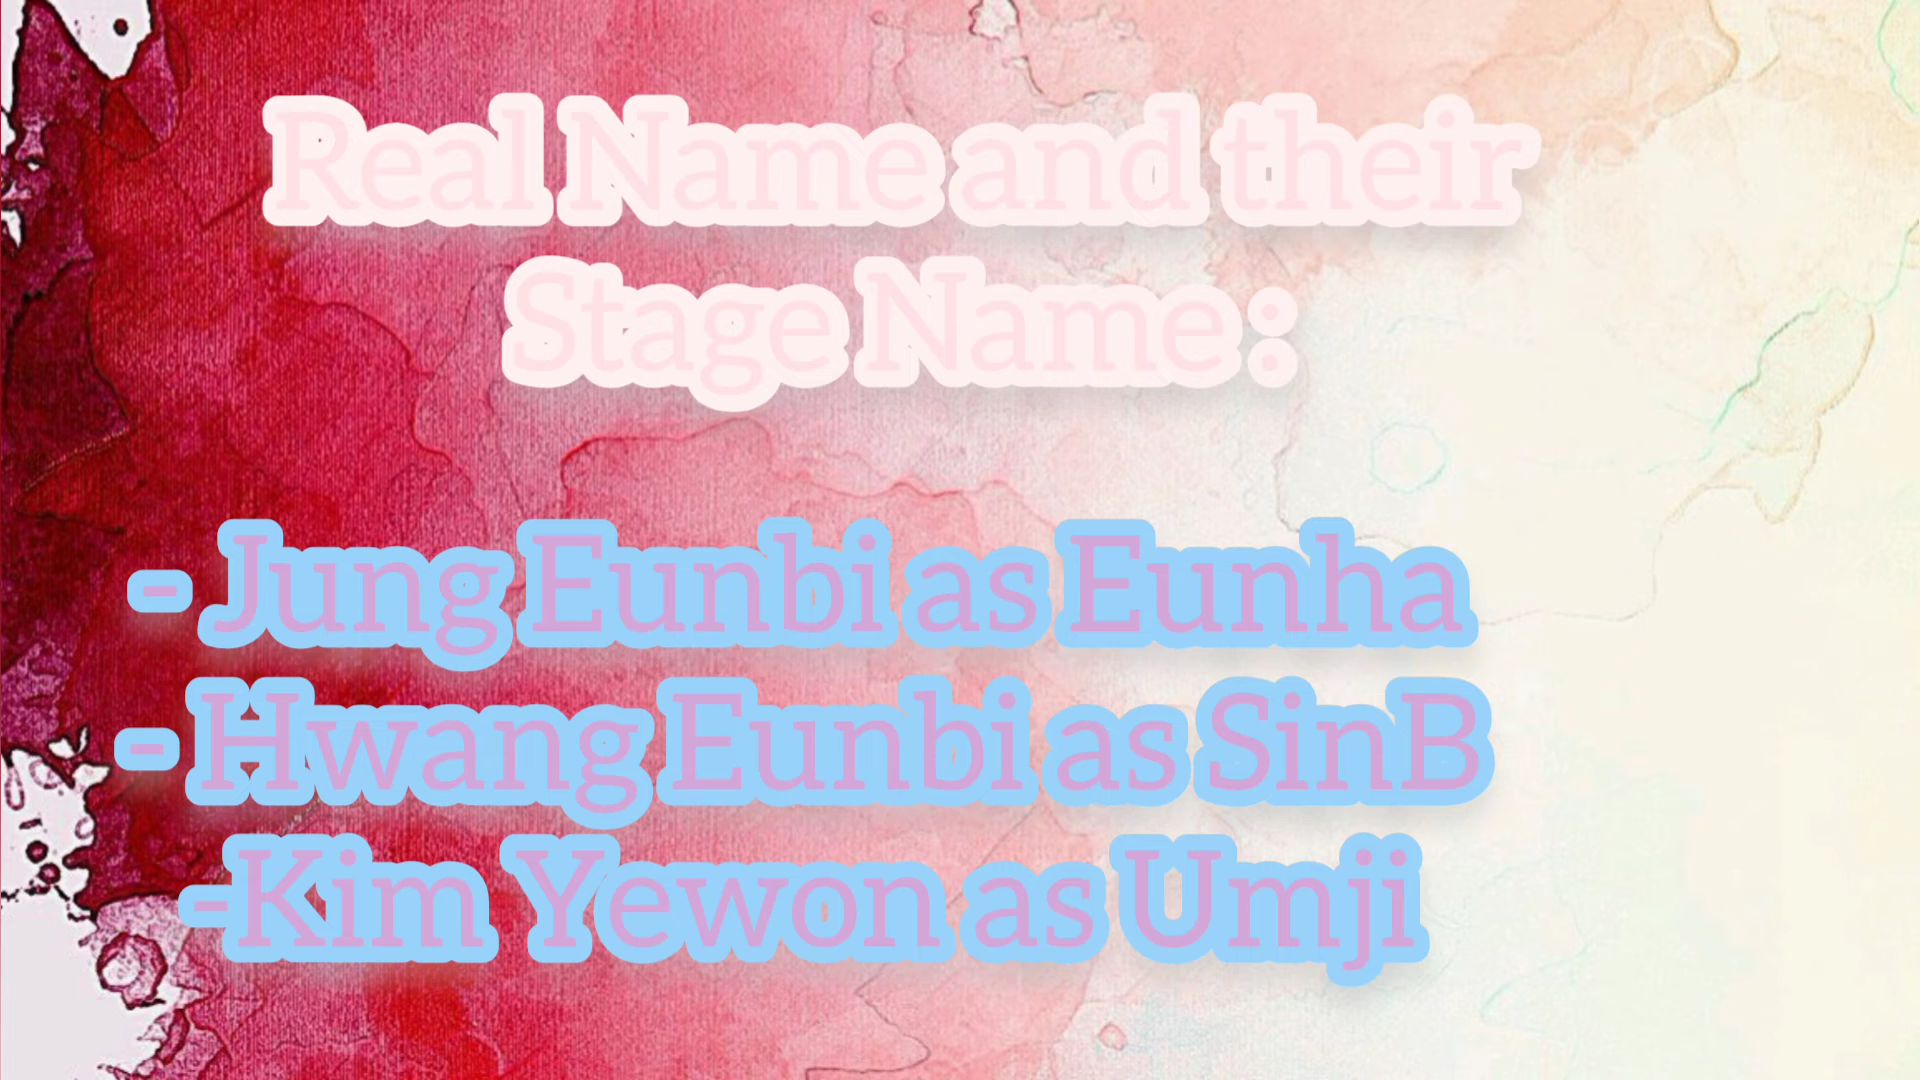 Real Name and their
Stage Name :
- Jung Eunbi as Eunha
- Hwang Eunbi as SinB
-Kim Yewon as Umji